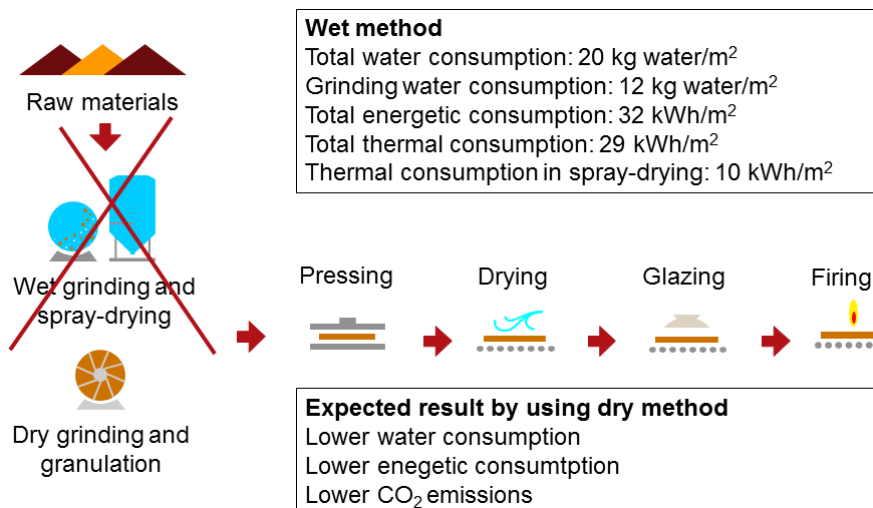 Raw materials
Wet grinding and
spray-drying
Dry grinding and
granulation
Wet method
Total water consumption: 20 kg water/m²
Grinding water consumption: 12 kg water/m²
Total energetic consumption: 32 kWh/m²
Total thermal consumption: 29 kWh/m²
Thermal consumption in spray-drying: 10 kWh/m²
Pressing
Drying
Glazing
Firing
Expected result by using dry method
Lower water consumption
Lower enegetic consumtption
Lower CO₂ emissions